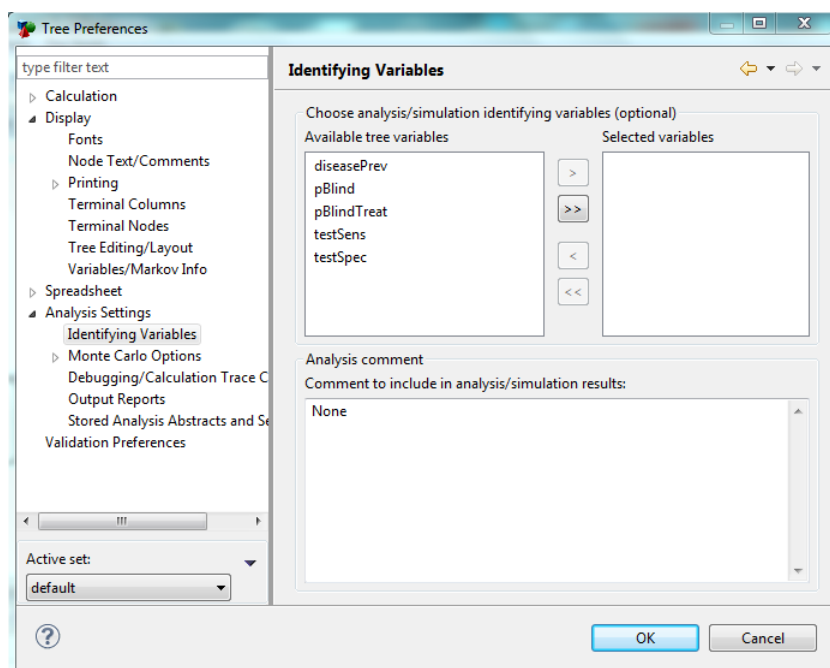 Tree Preferences
type filter text
Calculation
Display
Fonts
Node Text/Comments
Printing
Terminal Columns
Terminal Nodes
Tree Editing/Layout
Variables/Markov Info
Spreadsheet
Analysis Settings
Identifying Variables
Monte Carlo Options
Debugging/Calculation Trace C
Output Reports
Stored Analysis Abstracts and Se
Validation Preferences
Active set:
default
Identifying Variables
Choose analysis/simulation identifying variables (optional)
Available tree variables
Selected variables
diseasePrev
pBlind
pBlindTreat
testSens
testSpec
>
>>
<
<<
Analysis comment
Comment to include in analysis/simulation results:
None
?
OK
Cancel